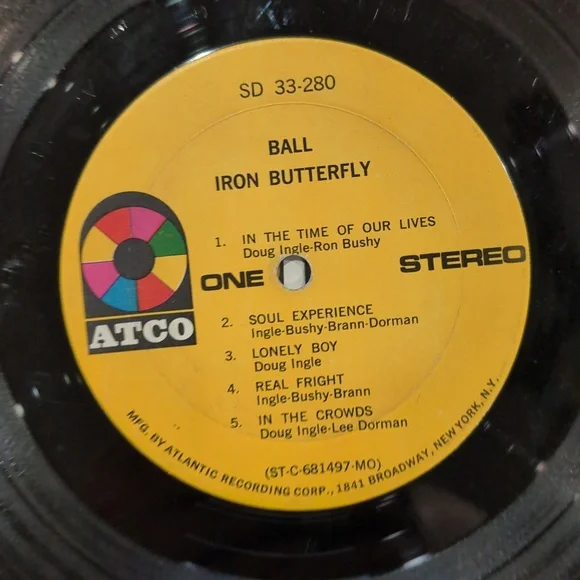 SD 33-280
BALL
IRON BUTTERFLY
1. IN THE TIME OF OUR LIVES
Doug Ingle-Ron Bushy
ONE
STEREO
ATCO
2. SOUL EXPERIENCE
Ingle-Bushy-Brann-Dorman
3. LONELY BOY
Doug Ingle
4. REAL FRIGHT
Ingle-Bushy-Brann
5. IN THE CROWDS
Doug Ingle-Lee Dorman
(ST-C-681497-MO)
MFG. BY ATLANTIC RECORDING CORP., 1841 BROADWAY, NEW YORK, N.Y.